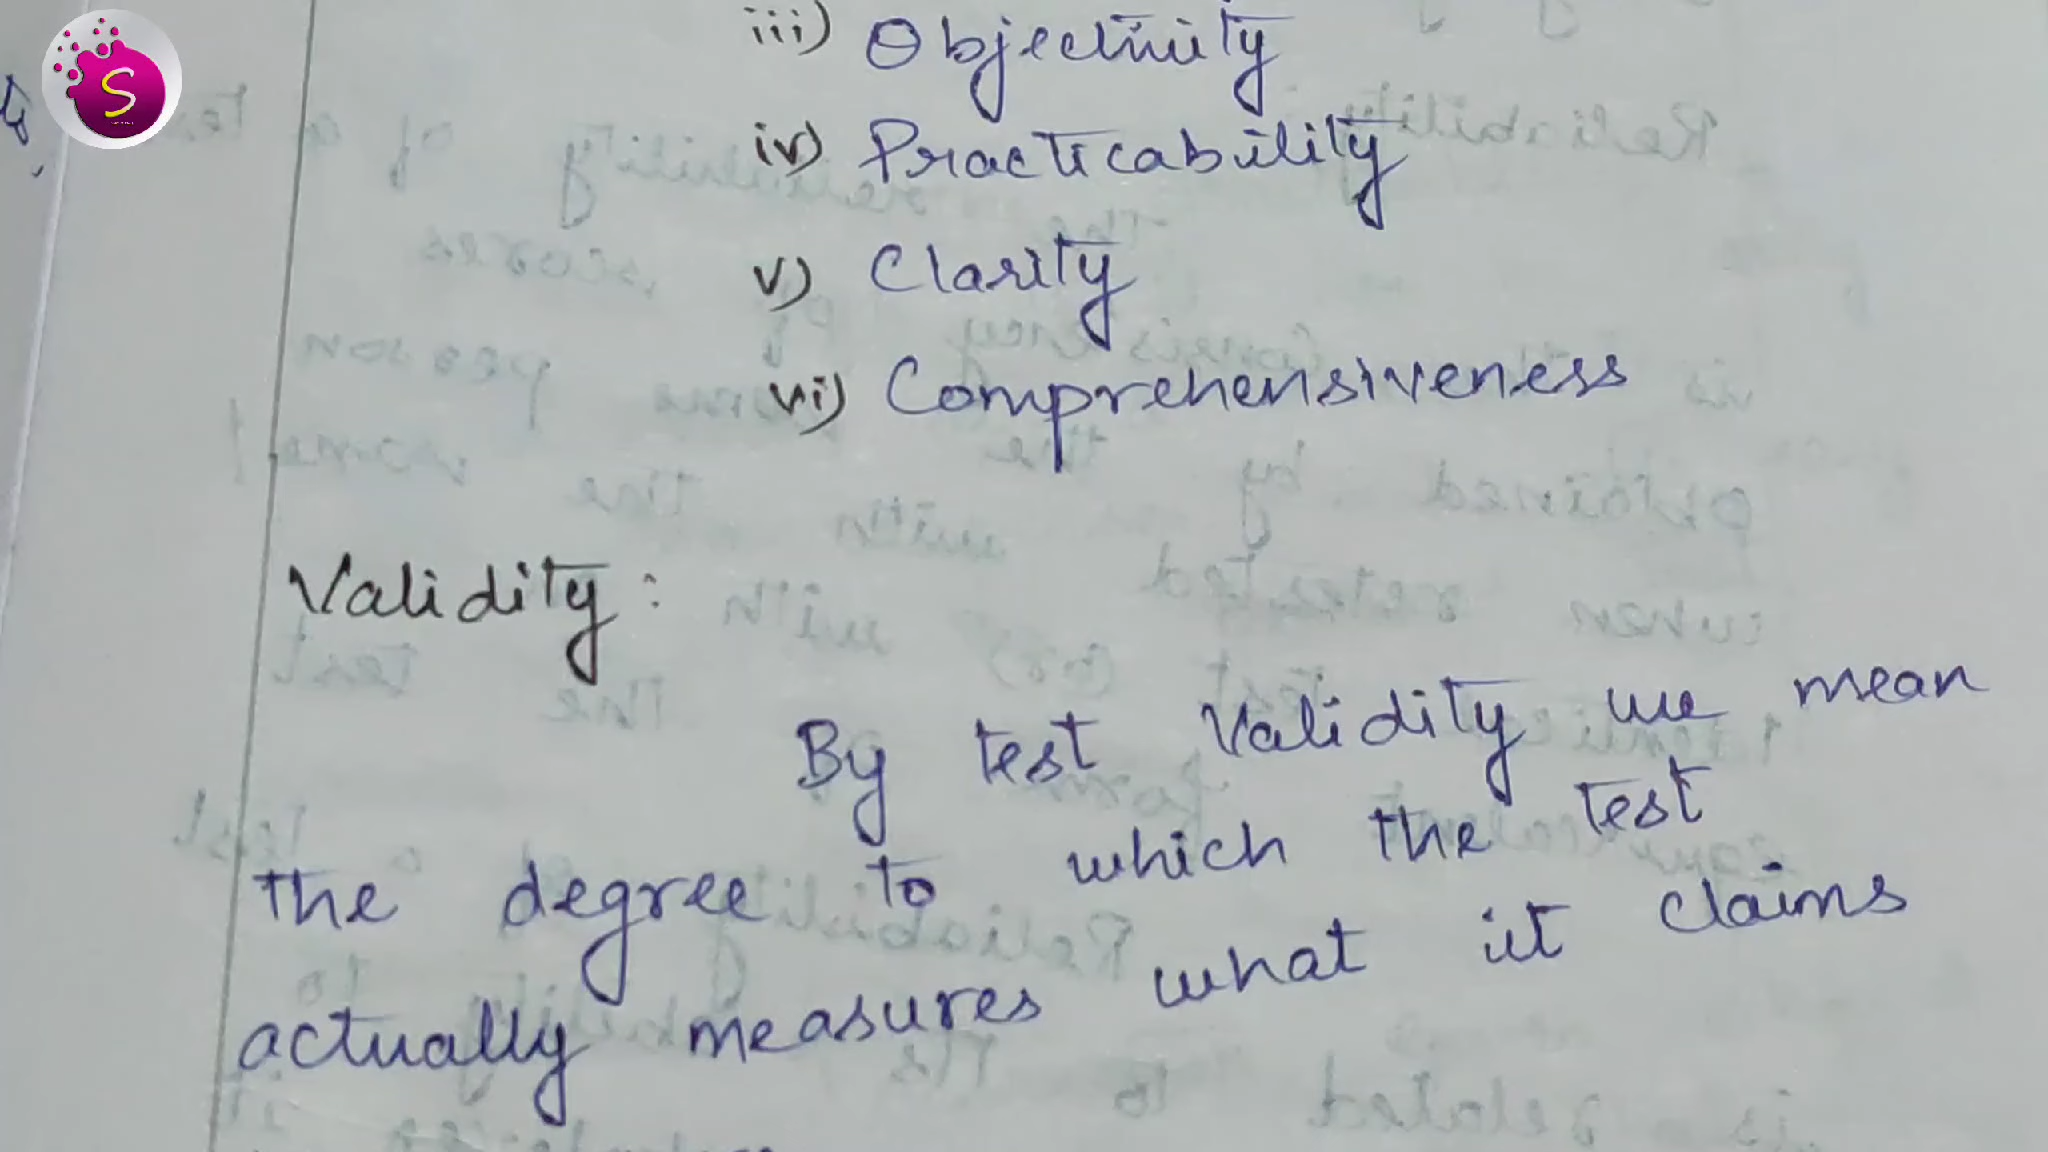 iii) Objectivity
iv) Practicability
v) Clarity
vi) Comprehensiveness
Validity :
By test Validity we mean
the degree to which the test
actually measures what it claims
S